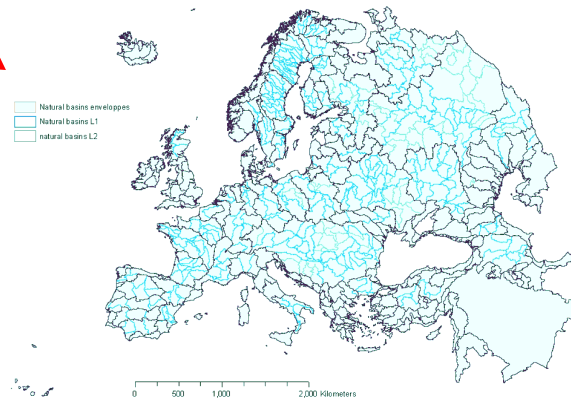 Natural basins enveloppes
Natural basins L1
natural basins L2
0 500 1,000 2,000 Kilometers